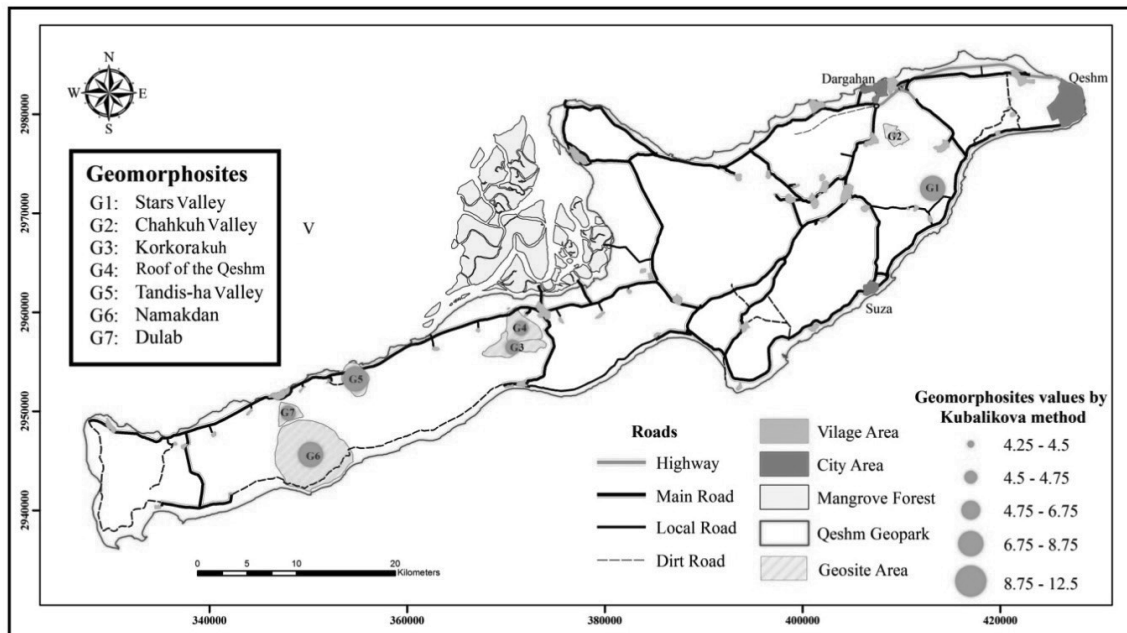 N
W
E
S
Geomorphosites
G1: Stars Valley
G2: Chahkuh Valley
G3: Korkorakuh
G4: Roof of the Qeshm
G5: Tandis-ha Valley
G6: Namakdan
G7: Dulab
V
Dargahan
Qeshm
G2
G1
Suza
G4
G3
G5
G7
G6
2980000
2970000
2960000
2950000
2940000
0 5 10 20
Kilometers
Roads
Highway
Main Road
Local Road
Dirt Road
Vilage Area
City Area
Mangrove Forest
Qeshm Geopark
Geosite Area
Geomorphosites values by
Kubalikova method
4.25 - 4.5
4.5 - 4.75
4.75 - 6.75
6.75 - 8.75
8.75 - 12.5
340000
360000
380000
400000
420000